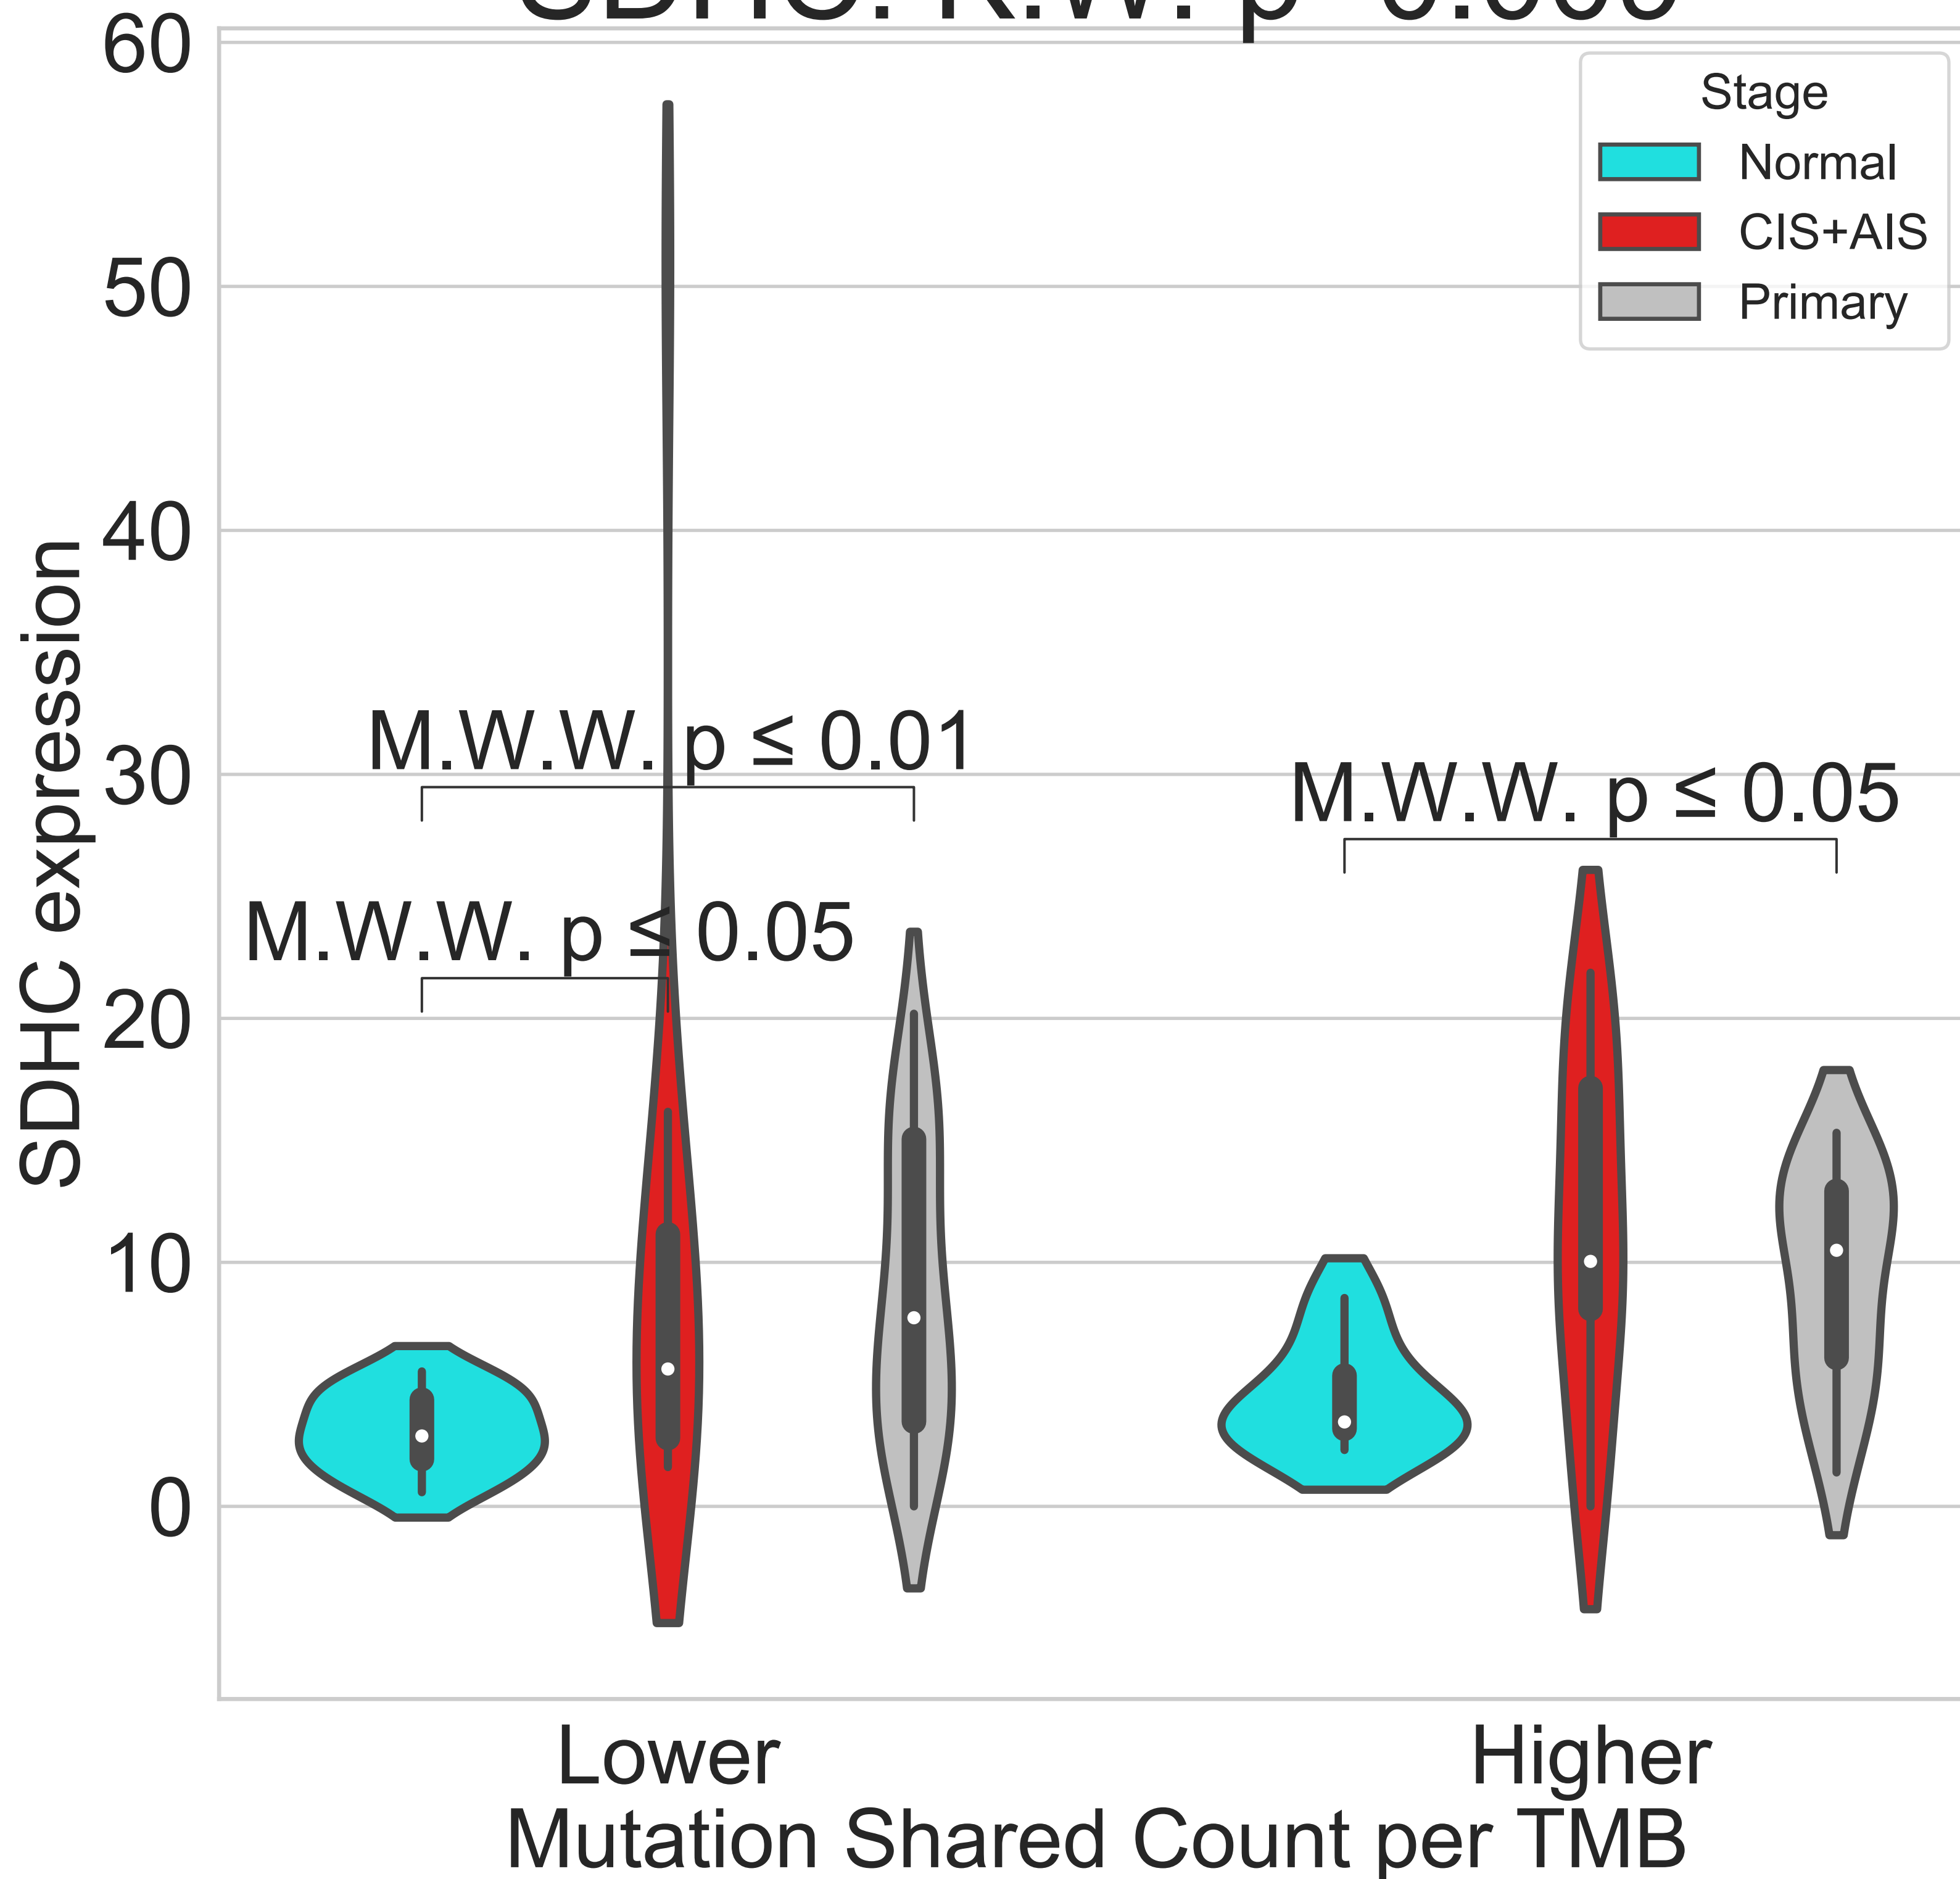 60
50
40
30
20
10
0
SDHC expression
Stage
Normal
CIS+AIS
Primary
M.W.W. p ≤ 0.01
M.W.W. p ≤ 0.05
M.W.W. p ≤ 0.05
Lower
Higher
Mutation Shared Count per TMB